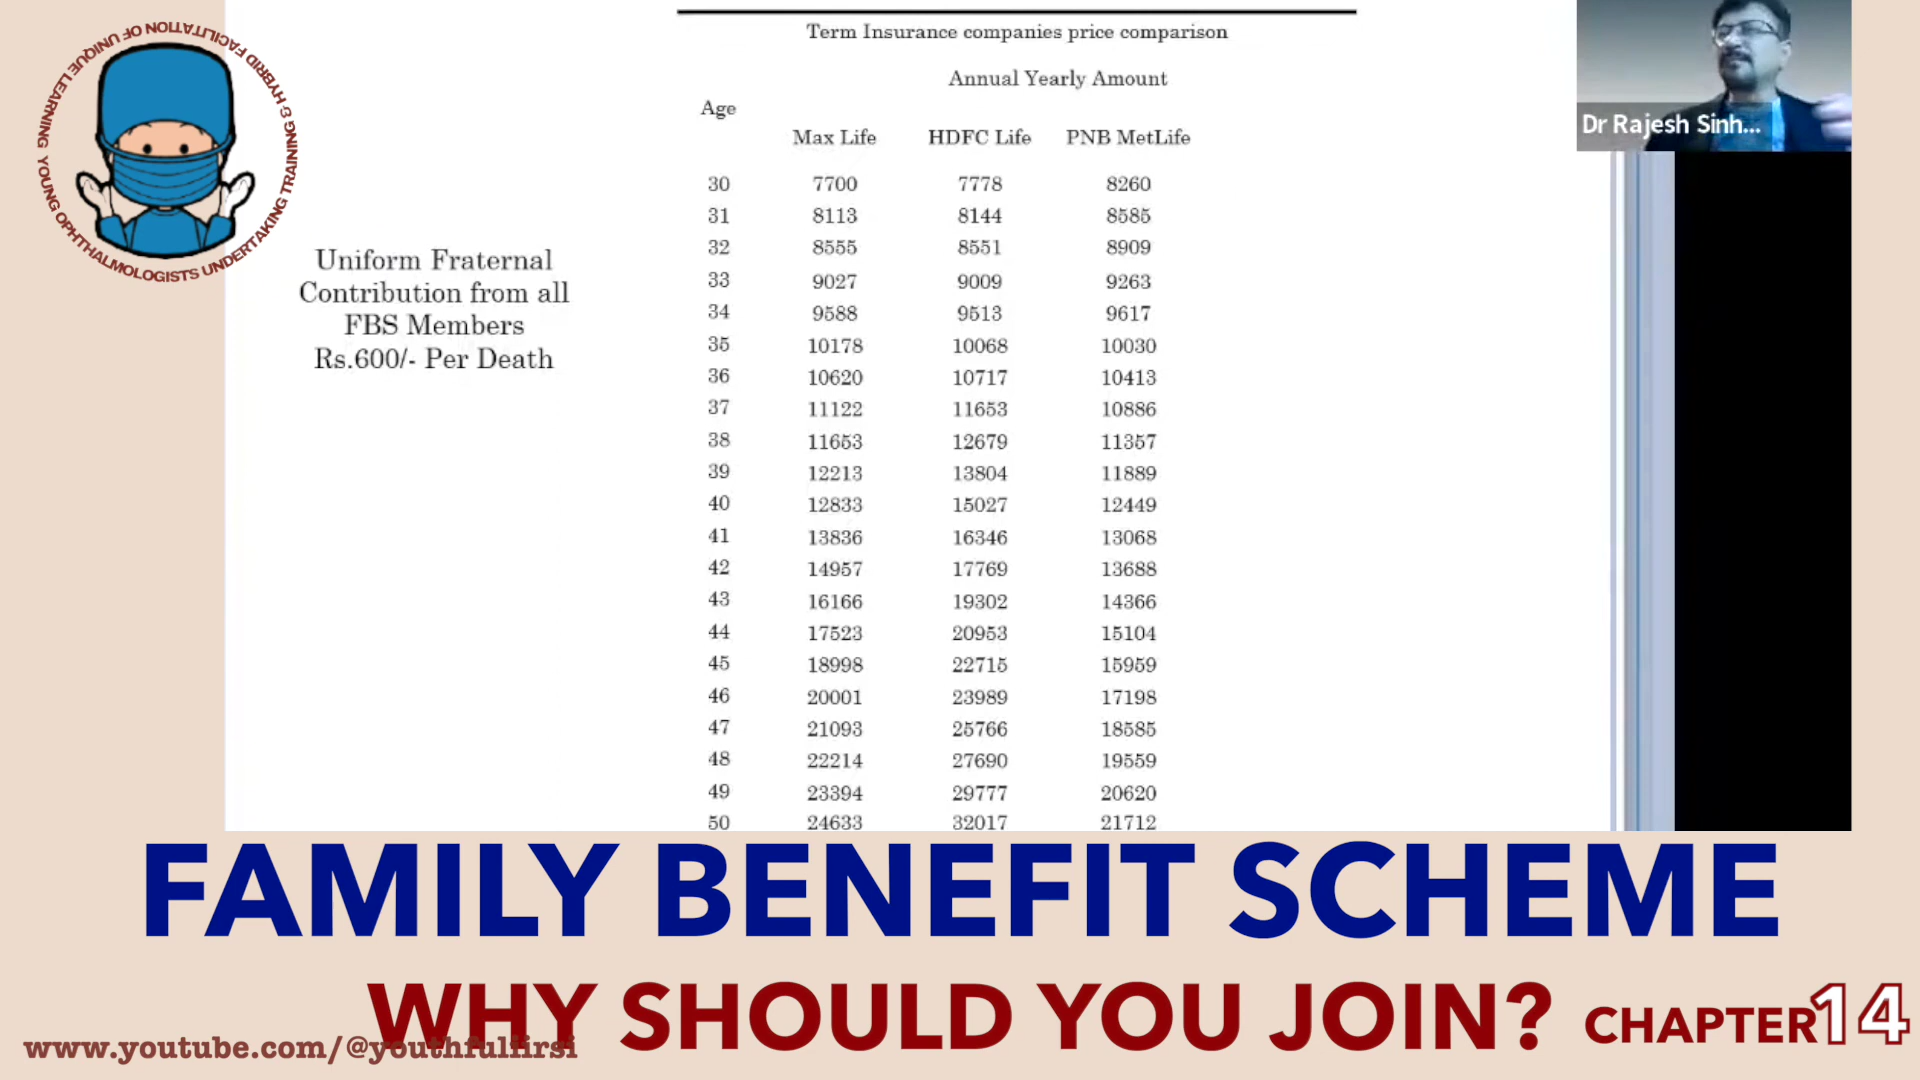 YOUNG OPHTHALMOLOGISTS UNDERTAKING TRAINING & HYBRID FACILITATION OF UNIQUE LEARNING
Uniform Fraternal
Contribution from all
FBS Members
Rs.600/- Per Death
Term Insurance companies price comparison
Annual Yearly Amount
Age
Max Life HDFC Life PNB MetLife
30 7700 7778 8260
31 8113 8144 8585
32 8555 8551 8909
33 9027 9009 9263
34 9588 9513 9617
35 10178 10068 10030
36 10620 10717 10413
37 11122 11653 10886
38 11653 12679 11357
39 12213 13804 11889
40 12833 15027 12449
41 13836 16346 13068
42 14957 17769 13688
43 16166 19302 14366
44 17523 20953 15104
45 18998 22715 15959
46 20001 23989 17198
47 21093 25766 18585
48 22214 27690 19559
49 23394 29777 20620
50 24633 32017 21712
Dr Rajesh Sinh...
FAMILY BENEFIT SCHEME
WHY SHOULD YOU JOIN?
CHAPTER 14
www.youtube.com/@youthfulfirsi